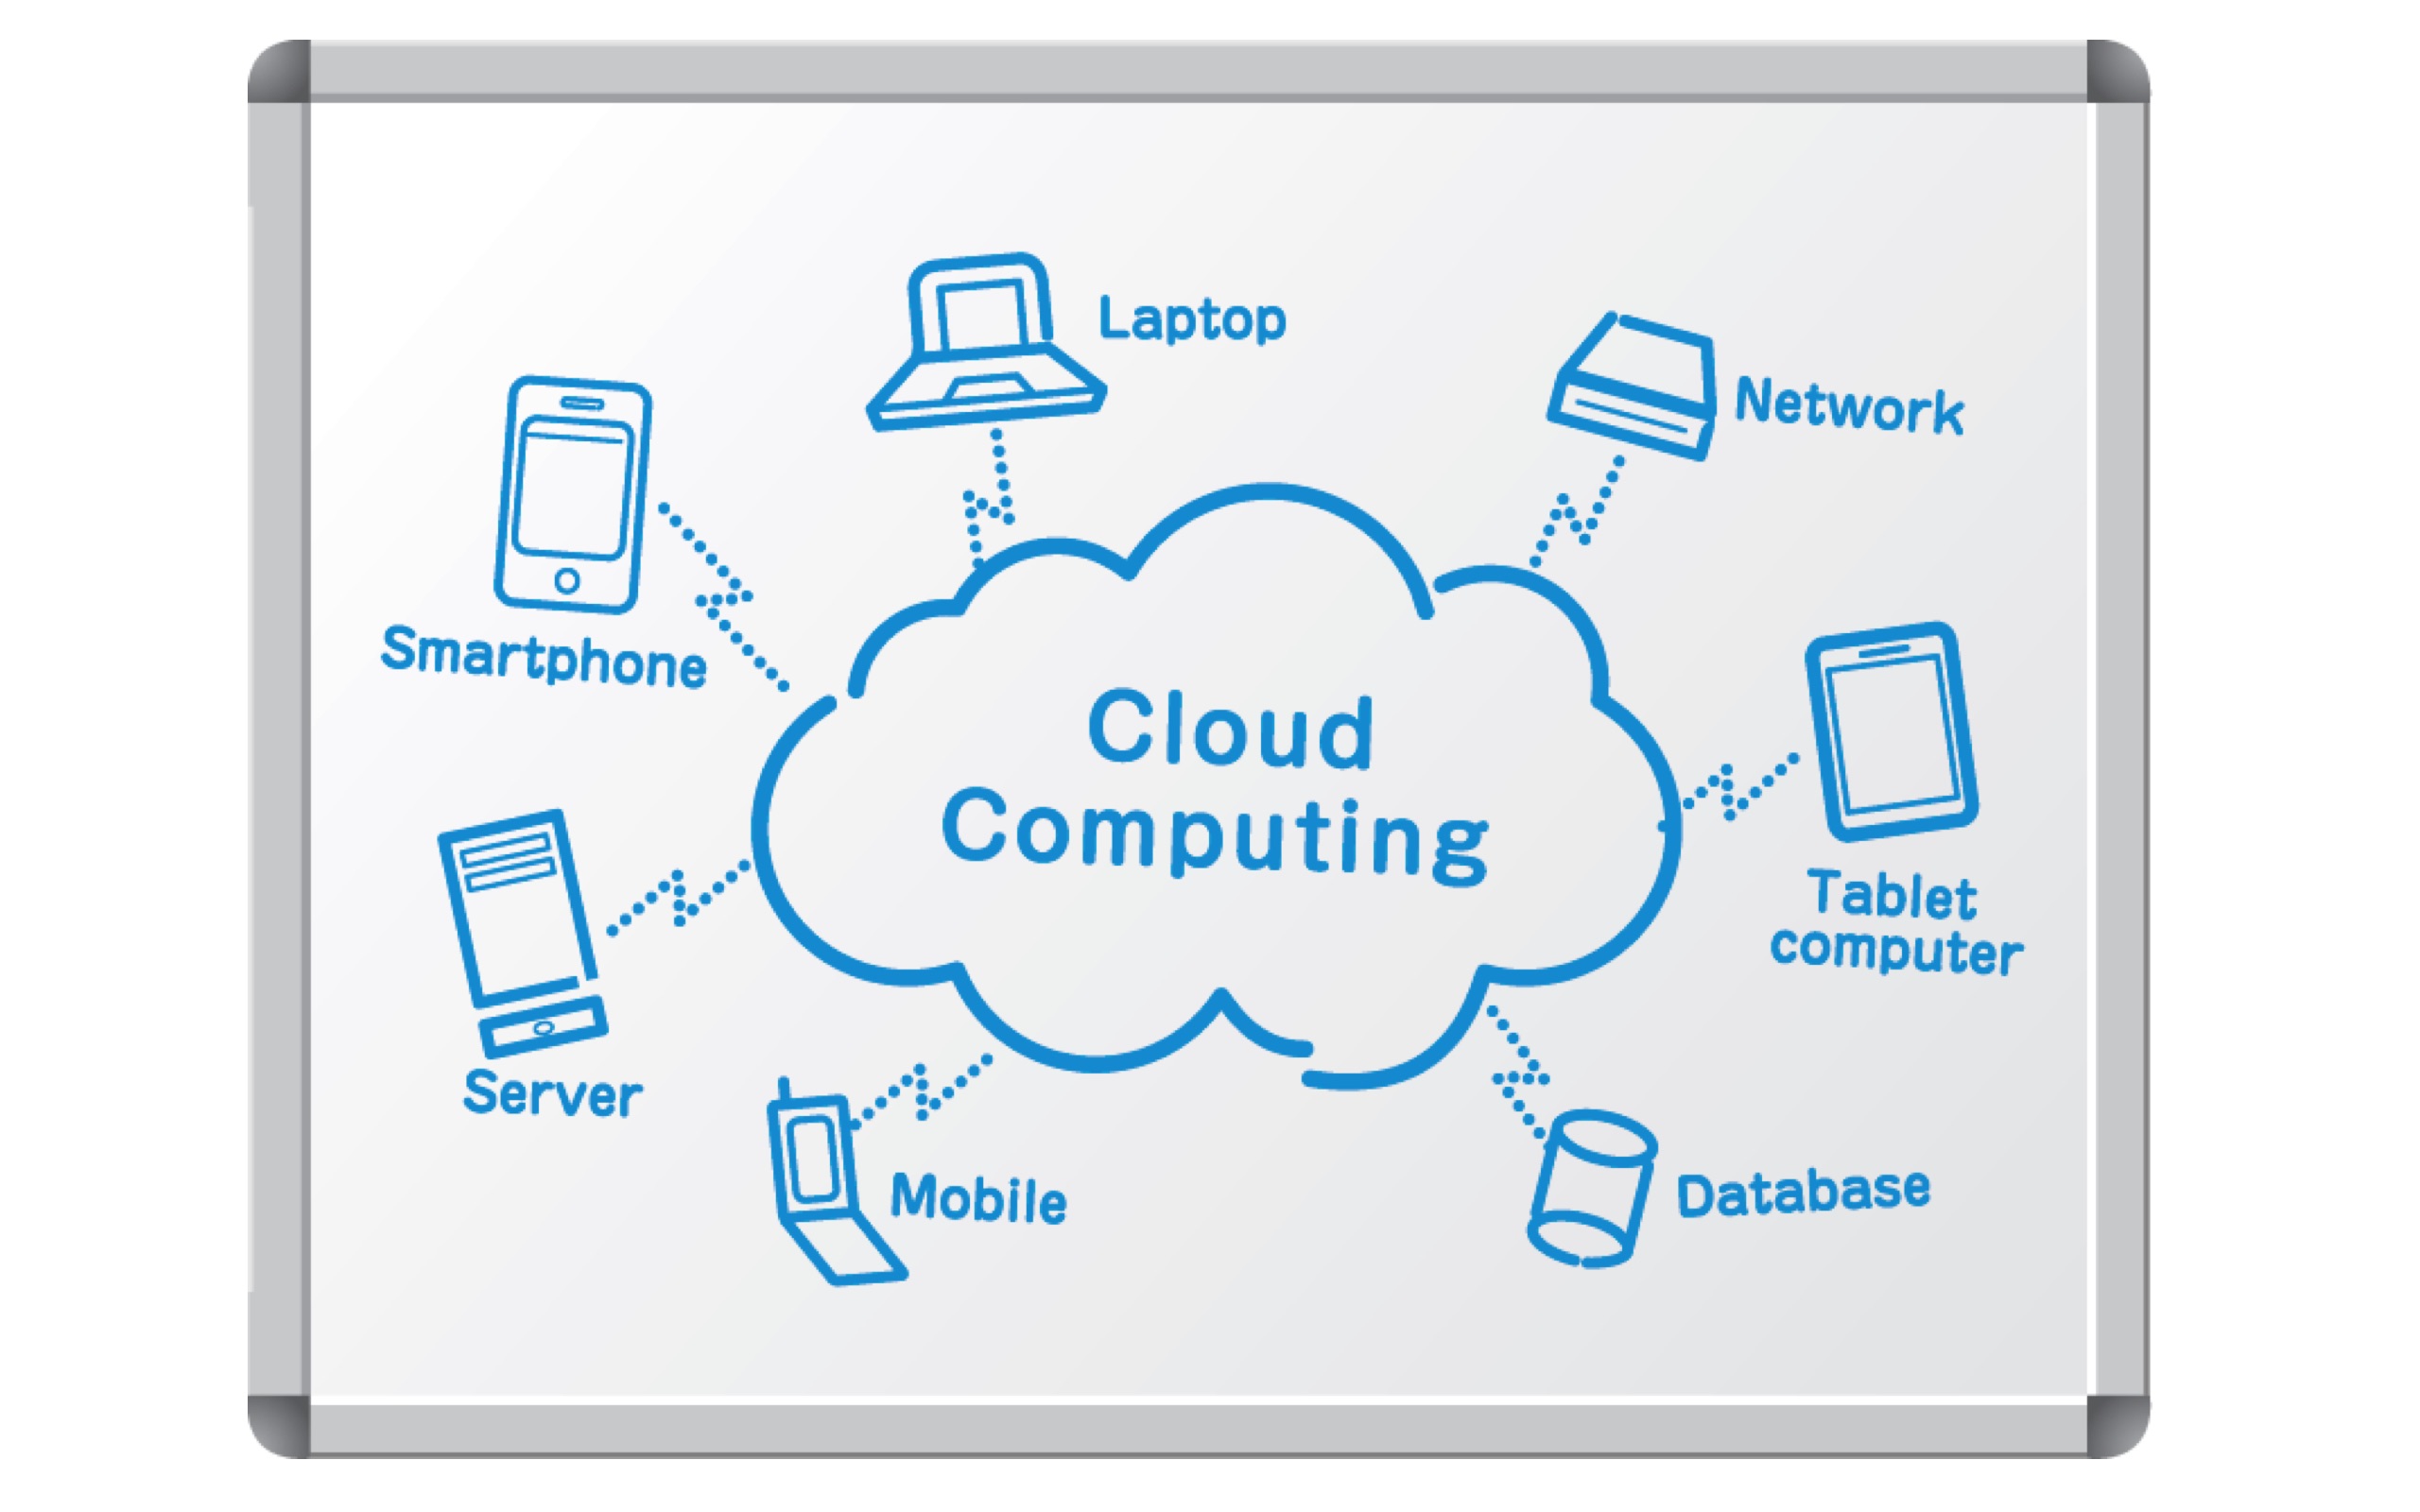 Laptop
Network
Smartphone
Cloud
Computing
Tablet
computer
Server
Mobile
Database